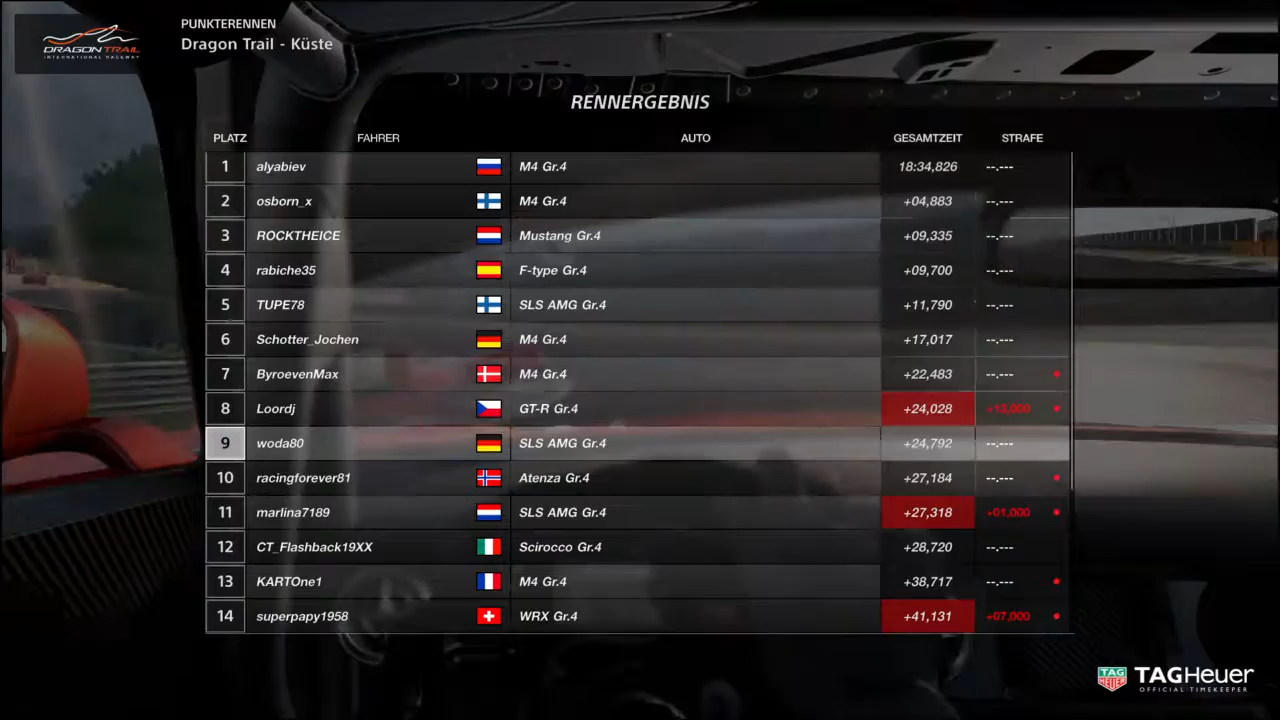 PUNKTERENNEN
Dragon Trail - Küste
DRAGON TRAIL
INTERNATIONAL RACEWAY
RENNERGEBNIS
PLATZ FAHRER AUTO GESAMTZEIT STRAFE
1 alyabiev M4 Gr.4 18:34,826 --,---
2 osborn_x M4 Gr.4 +04,883 --,---
3 ROCKTHEICE Mustang Gr.4 +09,335 --,---
4 rabiche35 F-type Gr.4 +09,700 --,---
5 TUPE78 SLS AMG Gr.4 +11,790 --,---
6 Schotter_Jochen M4 Gr.4 +17,017 --,---
7 ByroevenMax M4 Gr.4 +22,483 --,---
8 Loordj GT-R Gr.4 +24,028 +13,000
9 woda80 SLS AMG Gr.4 +24,792 --,---
10 racingforever81 Atenza Gr.4 +27,184 --,---
11 marlina7189 SLS AMG Gr.4 +27,318 +01,000
12 CT_Flashback19XX Scirocco Gr.4 +28,720 --,---
13 KARTOne1 M4 Gr.4 +38,717 --,---
14 superpapy1958 WRX Gr.4 +41,131 +07,000
TAG HEUER TAGHeuer
OFFICIAL TIMEKEEPER